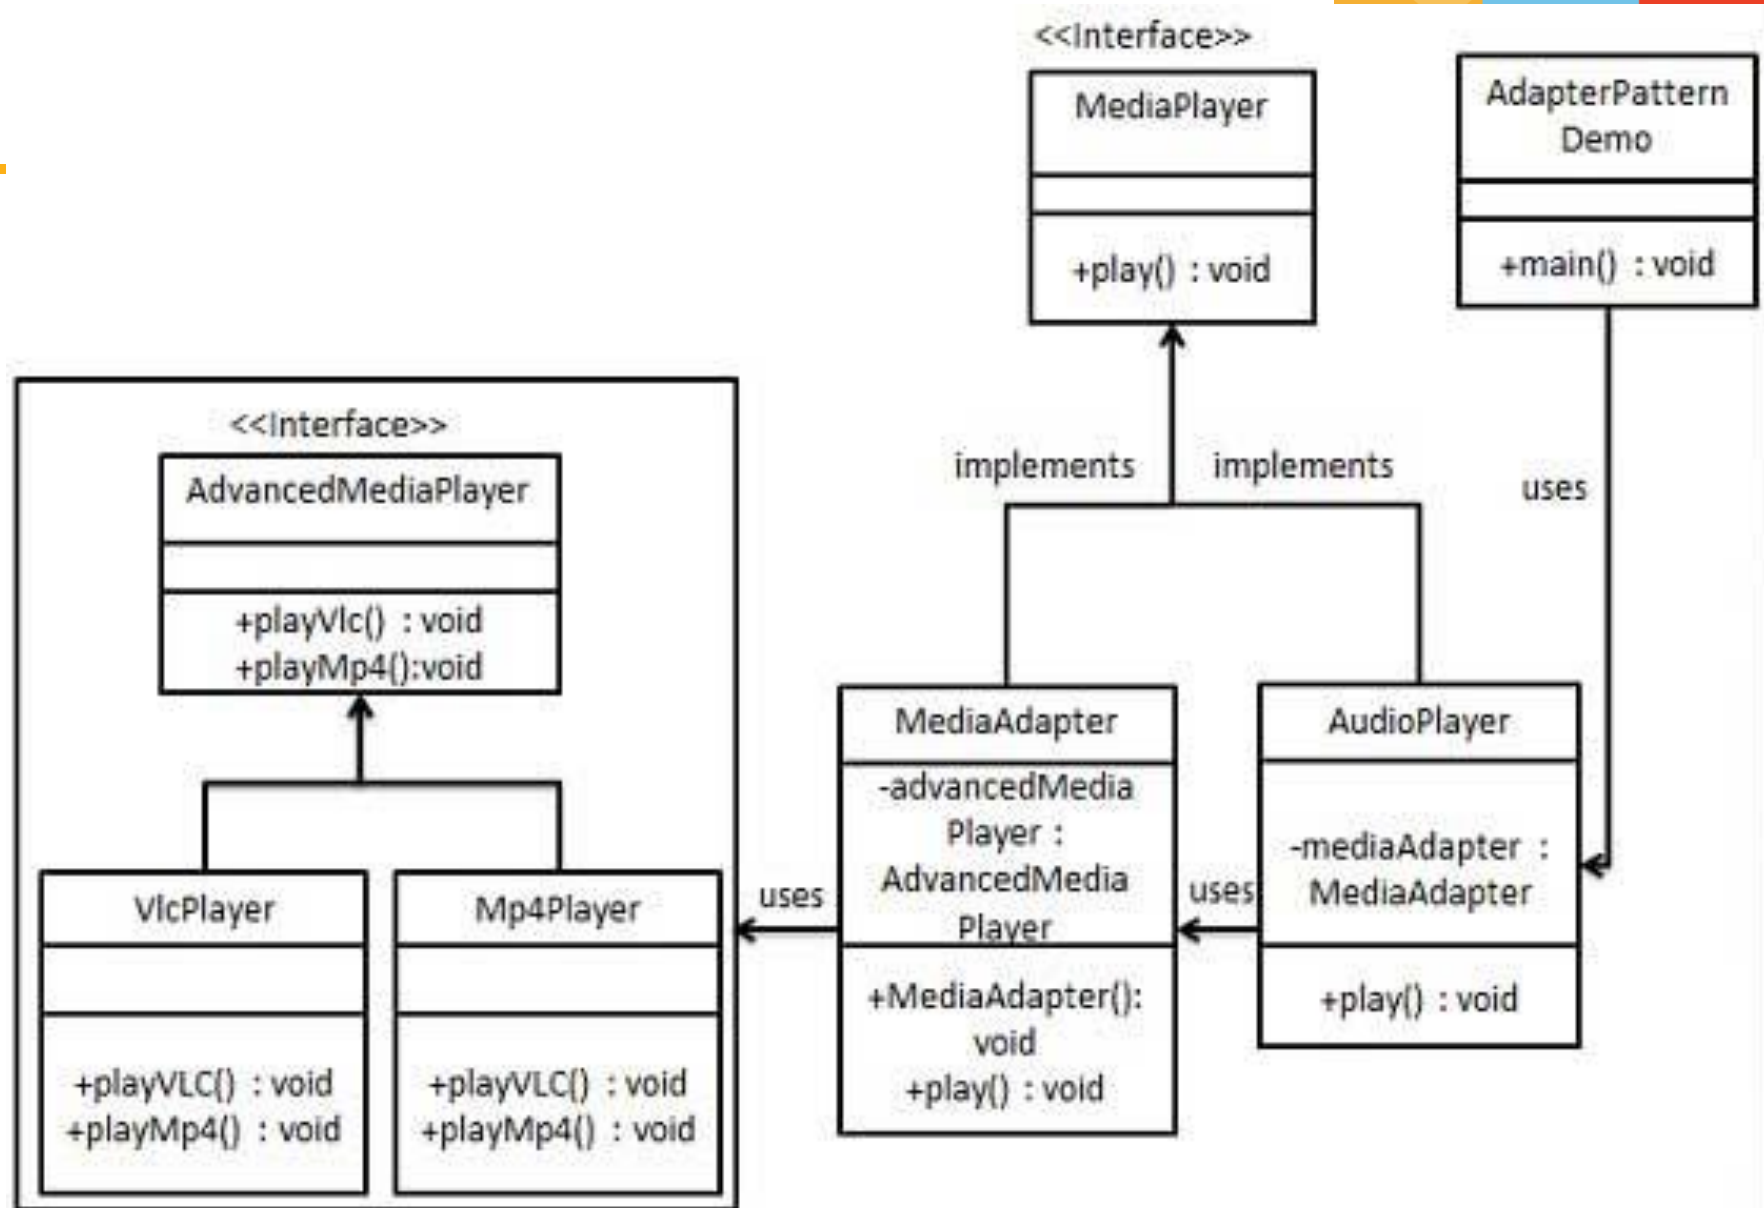 <<Interface>>
MediaPlayer
+play() : void
AdapterPattern
Demo
+main() : void
<<Interface>>
AdvancedMediaPlayer
+playVlc() : void
+playMp4():void
implements
implements
uses
VlcPlayer
+playVLC() : void
+playMp4() : void
Mp4Player
+playVLC() : void
+playMp4() : void
uses
MediaAdapter
-advancedMedia
Player :
AdvancedMedia
Player
+MediaAdapter():
void
+play() : void
uses
AudioPlayer
-mediaAdapter :
MediaAdapter
+play() : void